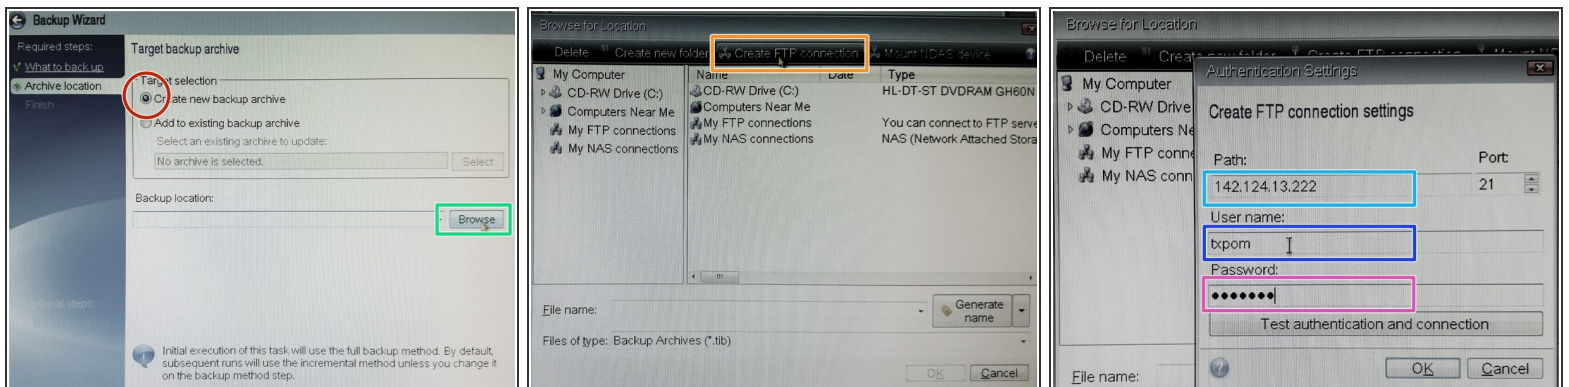 Backup Wizard
Required steps:
What to back up
Archive location
Finish
Target backup archive
Target selection
Create new backup archive
Add to existing backup archive
Select an existing archive to update:
No archive is selected.
Select
Backup location:
Browse
Initial execution of this task will use the full backup method. By default,
subsequent runs will use the incremental method unless you change it
on the backup method step.
Browse for Location
Delete
Create new folder
Create FTP connection
Mount NDAS device
My Computer
CD-RW Drive (C:)
Computers Near Me
My FTP connections
My NAS connections
Name Date Type
CD-RW Drive (C:) HL-DT-ST DVDRAM GH60N
Computers Near Me
My FTP connections You can connect to FTP serve
My NAS connections NAS (Network Attached Stora
File name:
Generate
name
Files of type: Backup Archives (*.tib)
OK
Cancel
Browse for Location
Delete
My Computer
CD-RW Drive
Computers Ne
My FTP conne
My NAS conn
File name:
Authentication Settings
Create FTP connection settings
Path: Port:
142.124.13.222 21
User name:
txpom
Password:
●●●●●●●
Test authentication and connection
OK
Cancel